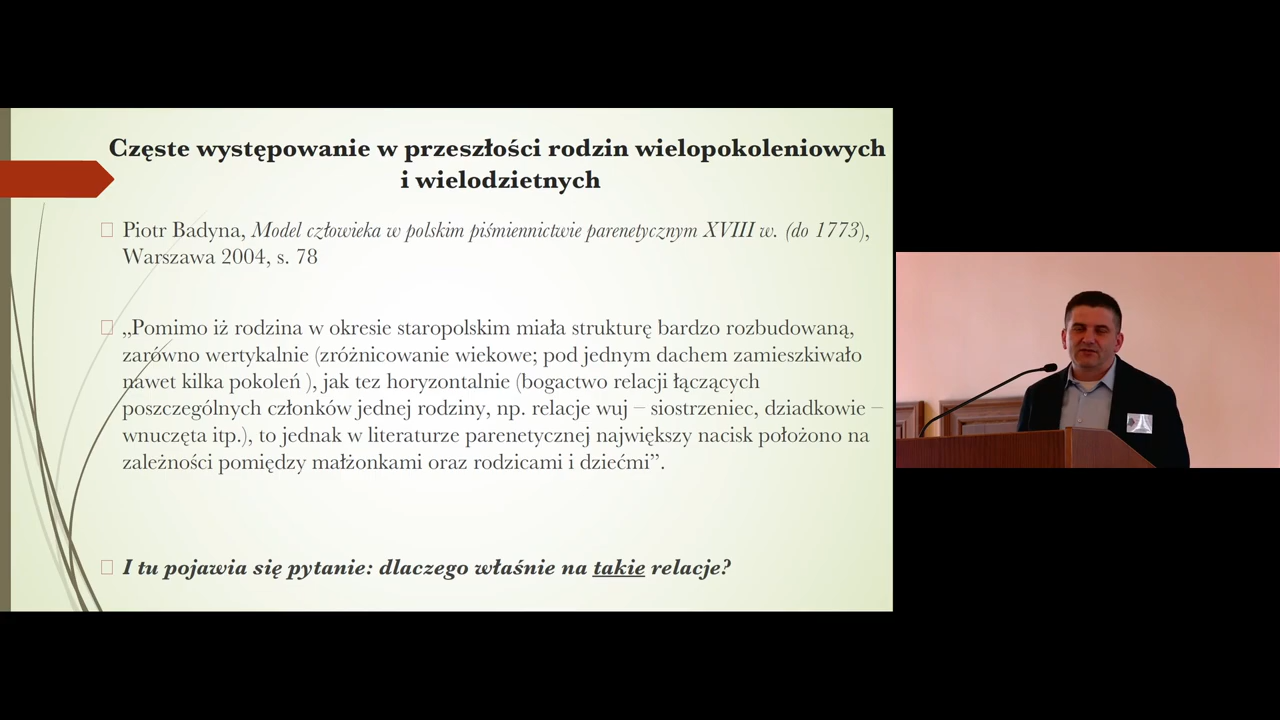 Częste występowanie w przeszłości rodzin wielopokoleniowych
i wielodzietnych
Piotr Badyna, Model człowieka w polskim piśmiennictwie parenetycznym XVIII w. (do 1773),
Warszawa 2004, s. 78
„Pomimo iż rodzina w okresie staropolskim miała strukturę bardzo rozbudowaną,
zarówno wertykalnie (zróżnicowanie wiekowe; pod jednym dachem zamieszkiwało
nawet kilka pokoleń ), jak tez horyzontalnie (bogactwo relacji łączących
poszczególnych członków jednej rodziny, np. relacje wuj – siostrzeniec, dziadkowie –
wnuczęta itp.), to jednak w literaturze parenetycznej największy nacisk położono na
zależności pomiędzy małżonkami oraz rodzicami i dziećmi”.
I tu pojawia się pytanie: dlaczego właśnie na takie relacje?